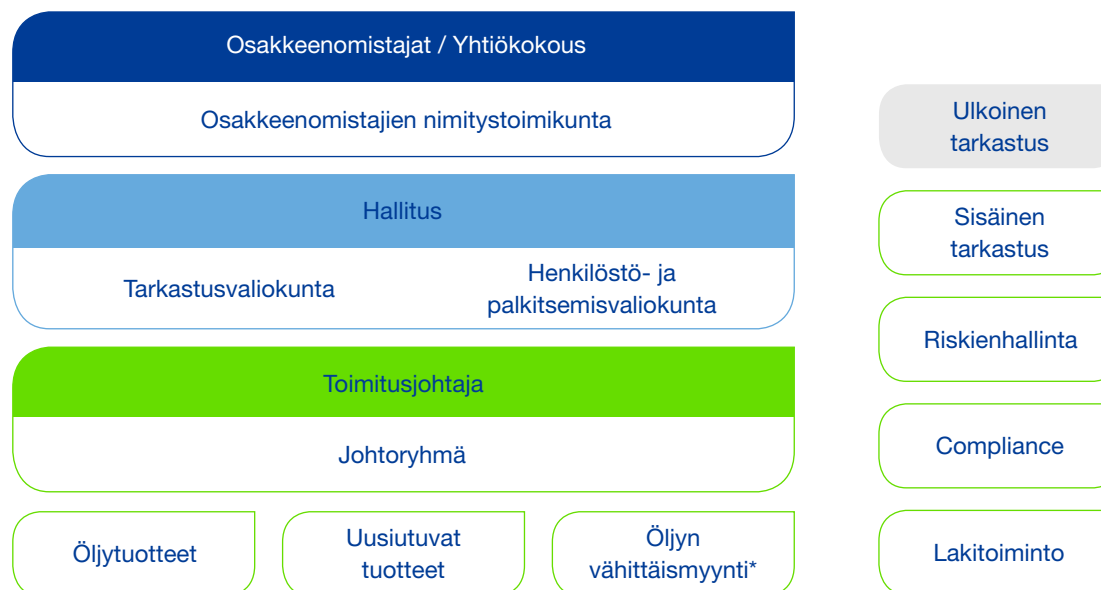 Osakkeenomistajat / Yhtiökokous
Osakkeenomistajien nimitystoimikunta
Hallitus
Tarkastusvaliokunta
Henkilöstö- ja
palkitsemisvaliokunta
Toimitusjohtaja
Johtoryhmä
Öljytuotteet
Uusiutuvat
tuotteet
Öljyn
vähittäismyynti*
Ulkoinen
tarkastus
Sisäinen
tarkastus
Riskienhallinta
Compliance
Lakitoiminto